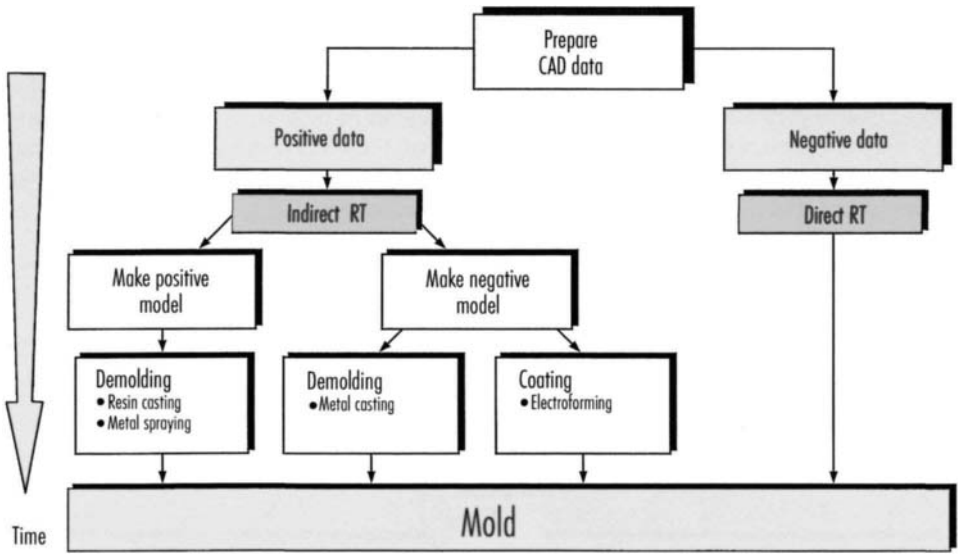 Prepare
CAD data
Positive data
Negative data
Indirect RT
Direct RT
Make positive
model
Make negative
model
Demolding
● Resin casting
● Metal spraying
Demolding
● Metal casting
Coating
● Electroforming
Mold
Time